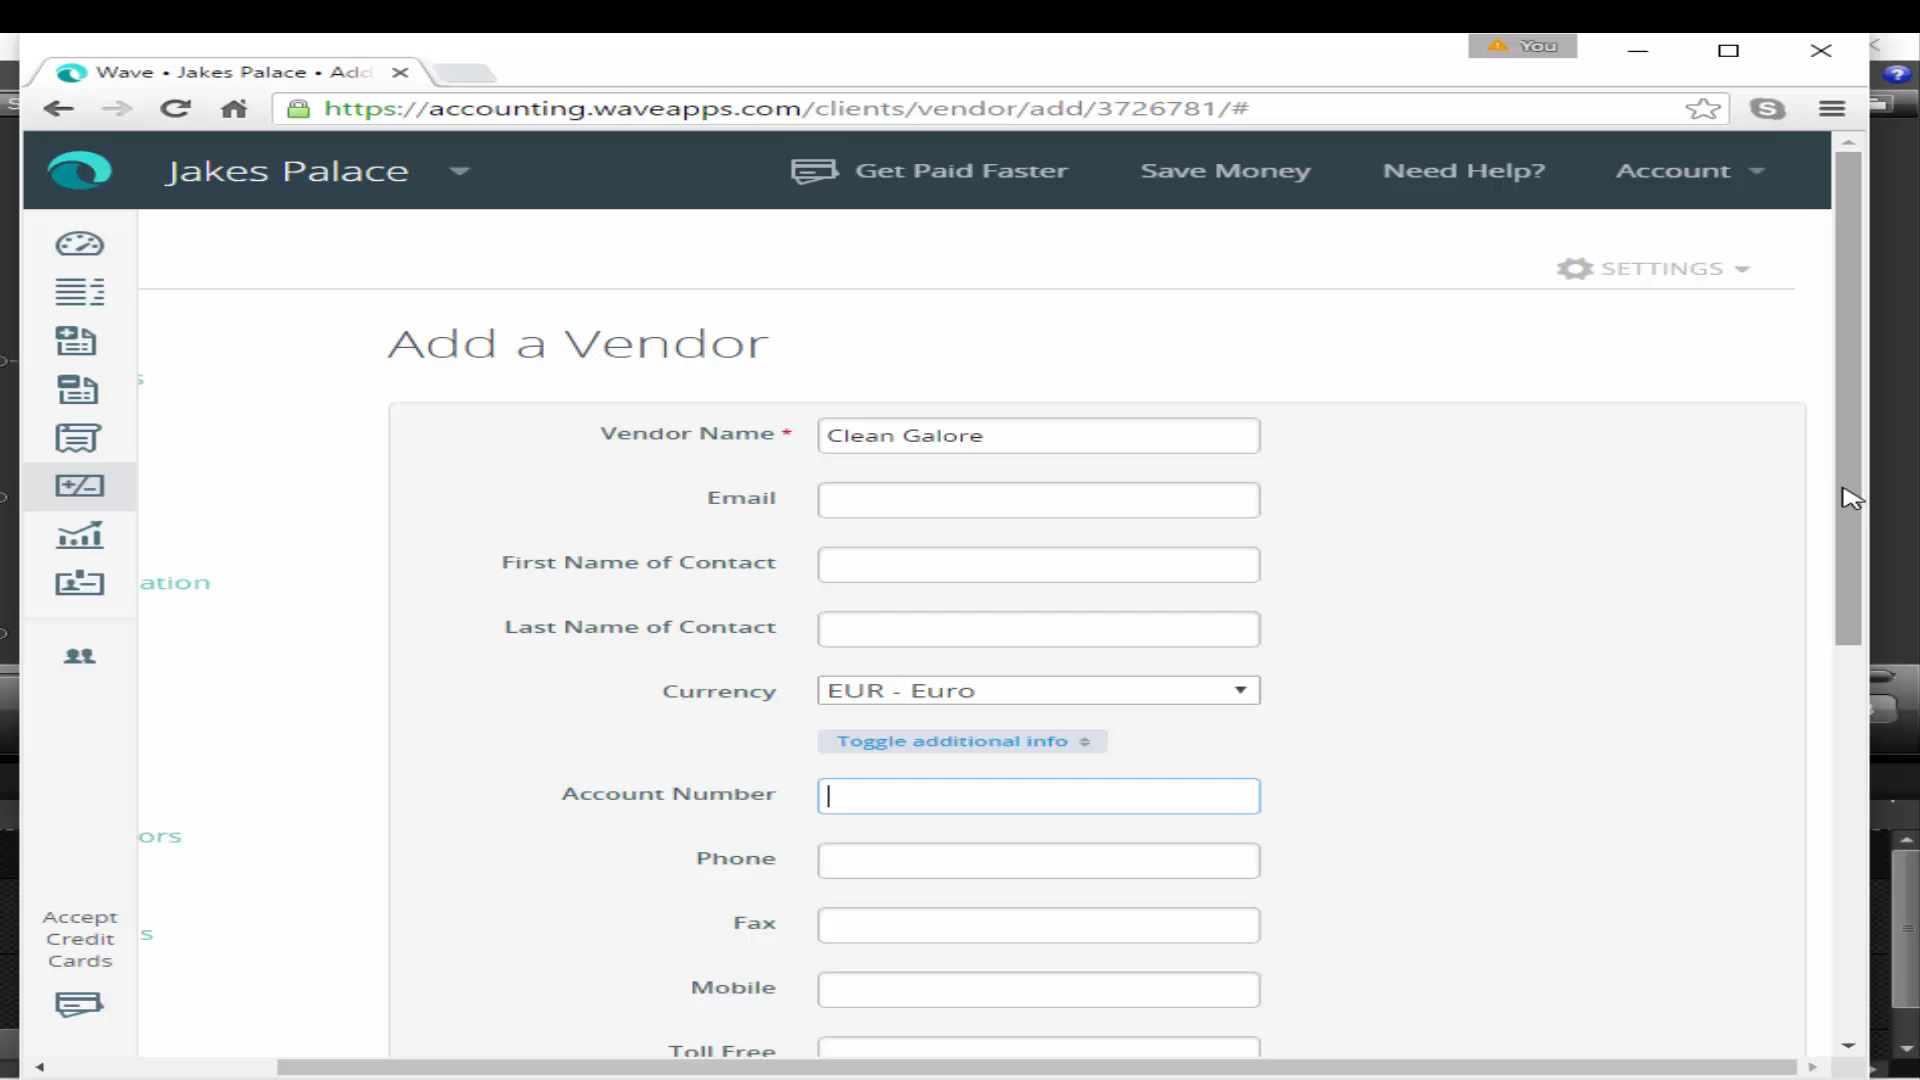 You
Wave • Jakes Palace • Add
https://accounting.waveapps.com/clients/vendor/add/3726781/#
Jakes Palace
Get Paid Faster
Save Money
Need Help?
Account
SETTINGS
Add a Vendor
s
Vendor Name *
Clean Galore
Email
First Name of Contact
ation
Last Name of Contact
Currency
EUR - Euro
Toggle additional info
Account Number
ors
Phone
Fax
s
Accept
Credit
Cards
Mobile
Toll Free